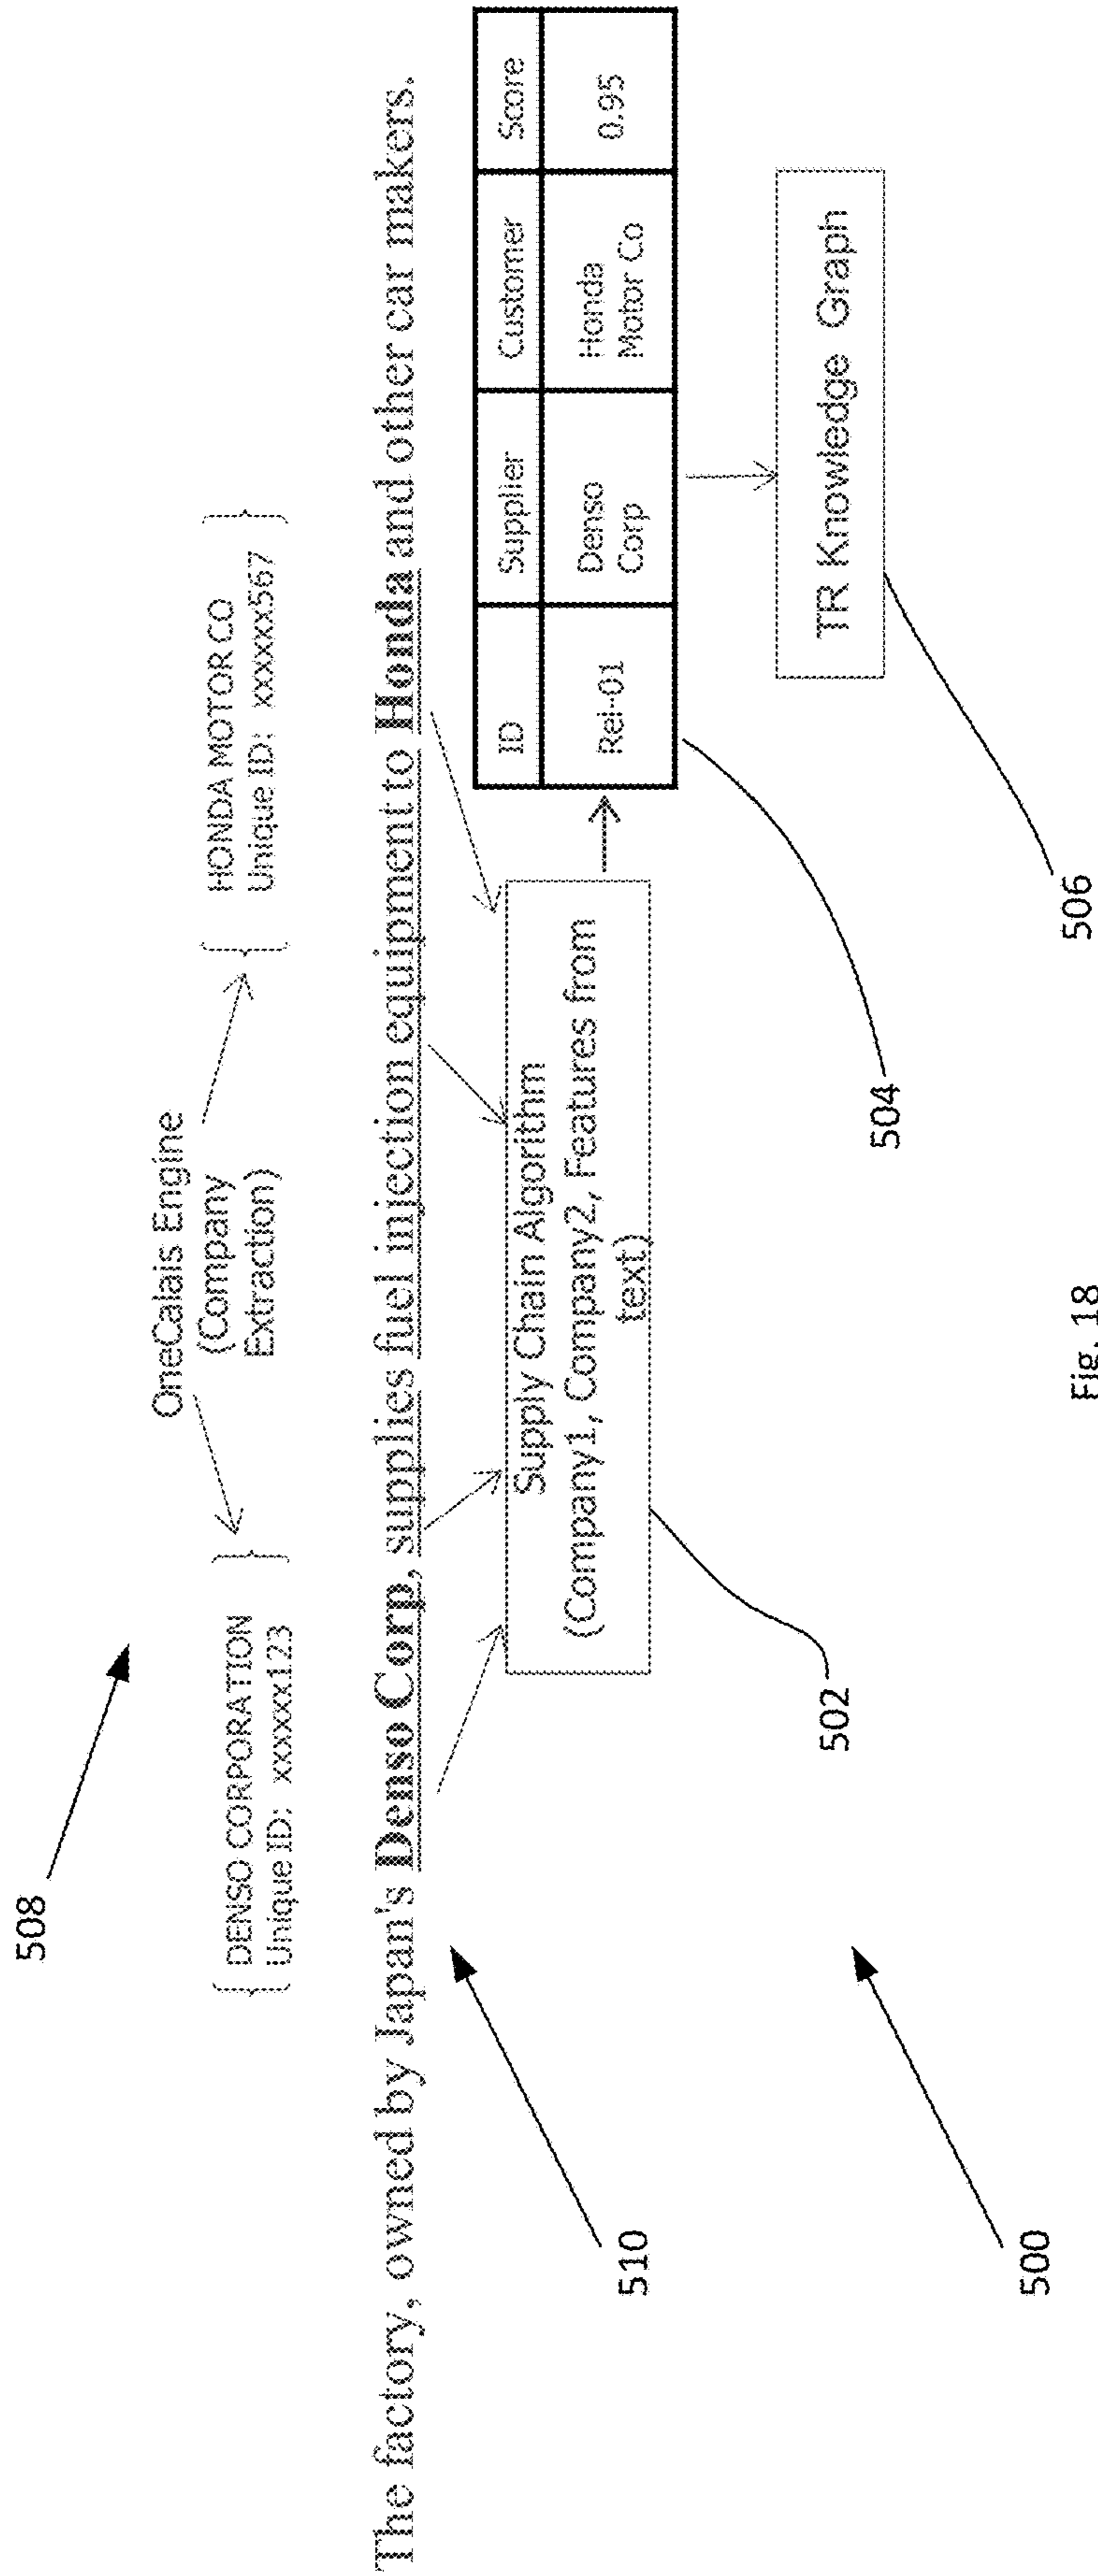 508
OneCalais Engine
(Company
Extraction)
DENSO CORPORATION
Unique ID: xxxxx123
HONDA MOTOR CO
Unique ID: xxxxx567
The factory, owned by Japan's Denso Corp, supplies fuel injection equipment to Honda and other car makers.
510
Supply Chain Algorithm
(Company1, Company2, Features from
text)
502
ID Supplier Customer Score
Rel-01 Denso Corp Honda Motor Co 0.95
504
TR Knowledge Graph
506
500
Fig. 18